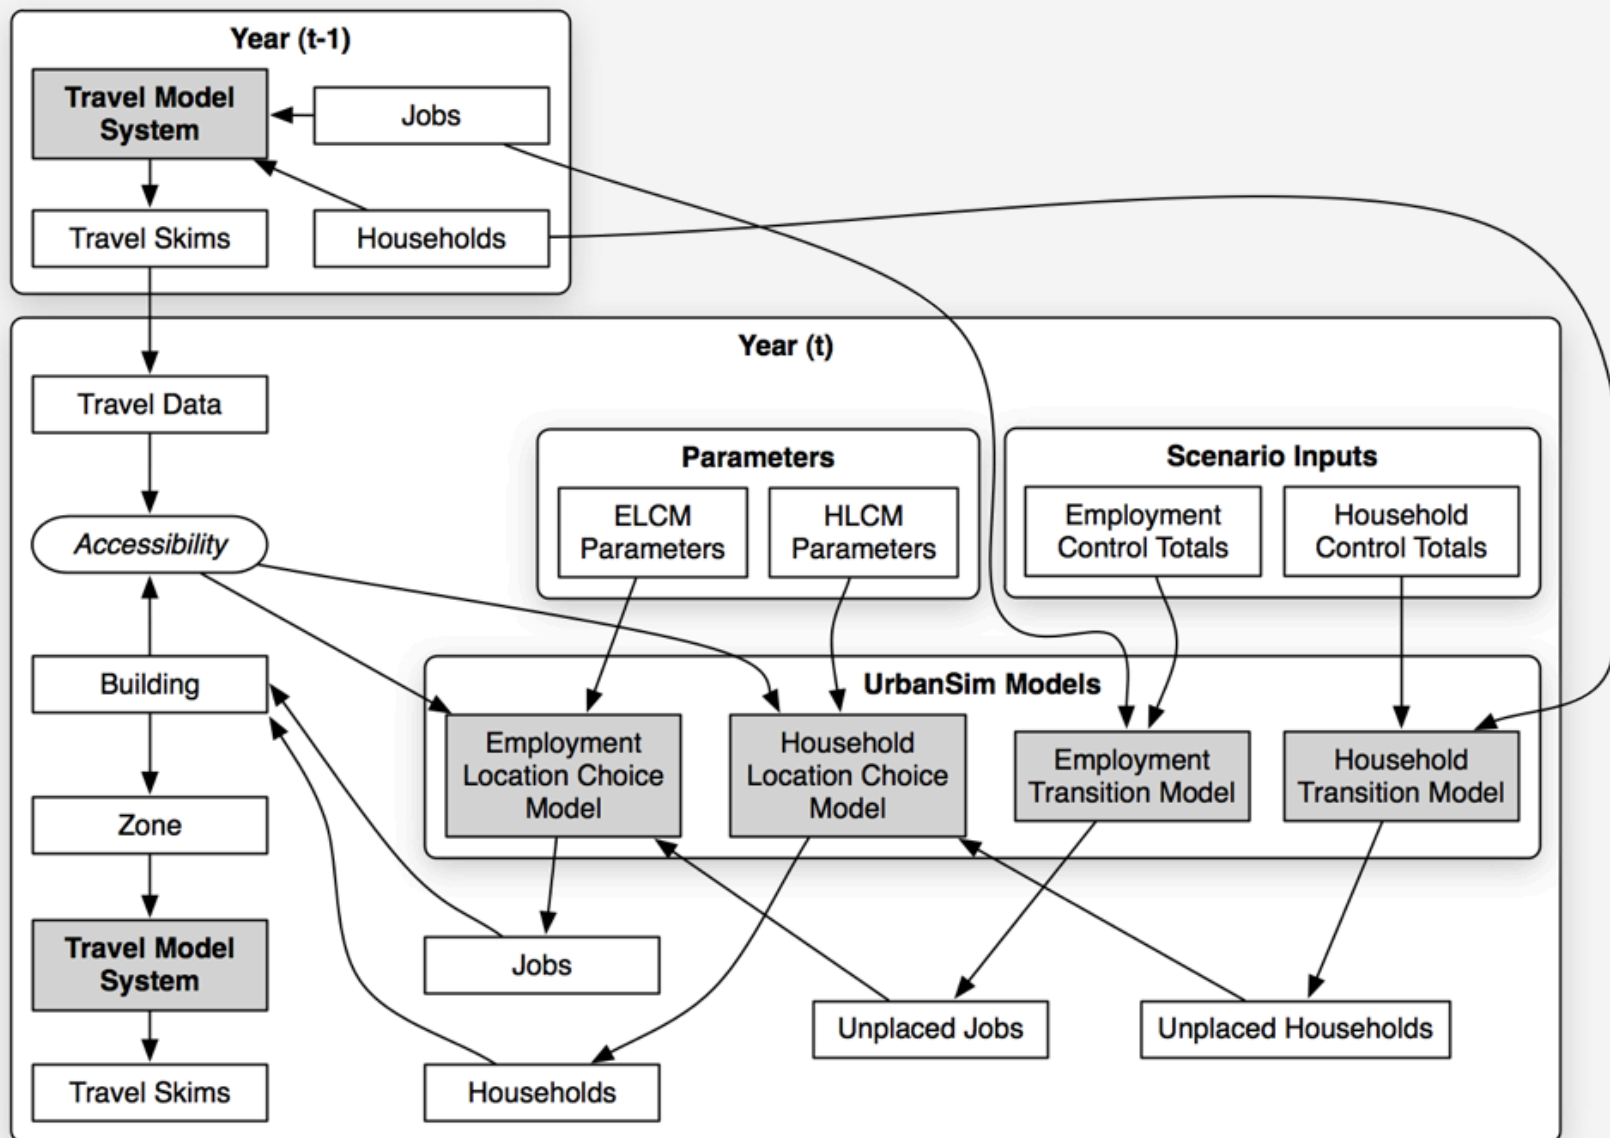 Year (t-1)
Travel Model
System
Jobs
Travel Skims
Households
Year (t)
Travel Data
Parameters
ELCM
Parameters
HLCM
Parameters
Scenario Inputs
Employment
Control Totals
Household
Control Totals
Accessibility
Building
UrbanSim Models
Employment
Location Choice
Model
Household
Location Choice
Model
Employment
Transition Model
Household
Transition Model
Zone
Travel Model
System
Jobs
Unplaced Jobs
Unplaced Households
Travel Skims
Households